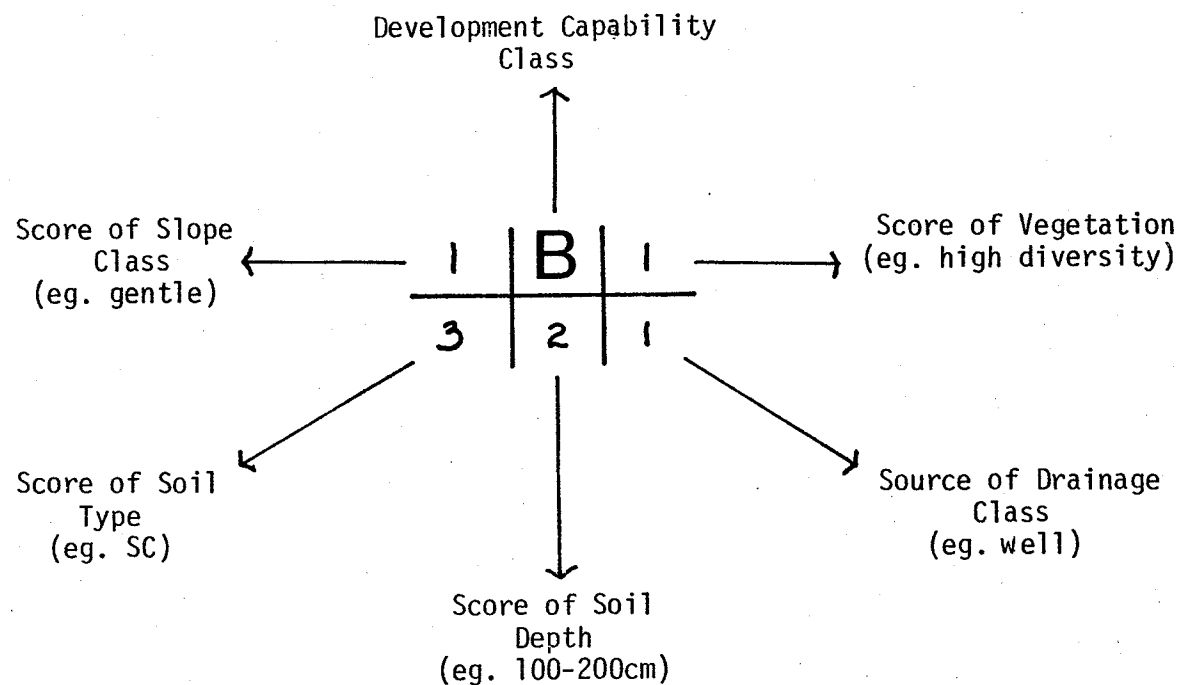 Development Capability
Class
Score of Slope
Class
(eg. gentle)
1 B 1
Score of Vegetation
(eg. high diversity)
3 2 1
Score of Soil
Type
(eg. SC)
Score of Soil
Depth
(eg. 100-200cm)
Source of Drainage
Class
(eg. well)